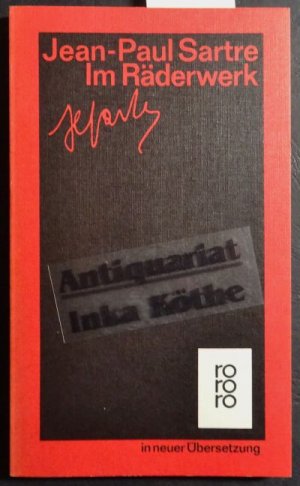 Jean-Paul Sartre
Im Räderwerk
Antiquariat
Inka Köthe
ro
ro
ro
in neuer Übersetzung